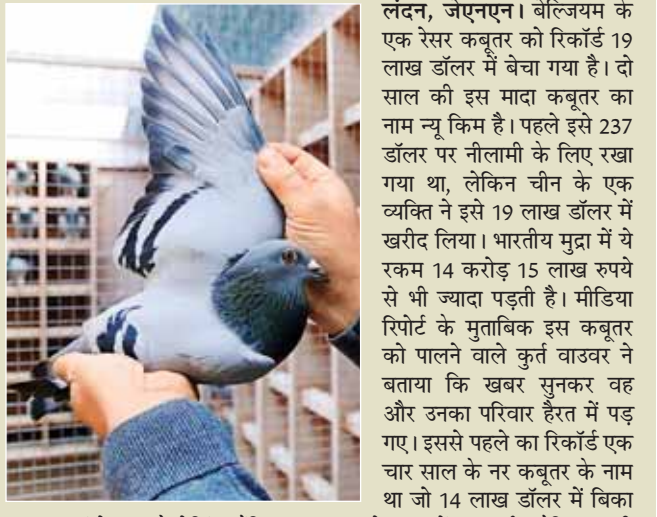 लंदन, जेएनएन। बेल्जियम के
एक रेसर कबूतर को रिकॉर्ड 19
लाख डॉलर में बेचा गया है। दो
साल की इस मादा कबूतर का
नाम न्यू किम है। पहले इसे 237
डॉलर पर नीलामी के लिए रखा
गया था, लेकिन चीन के एक
व्यक्ति ने इसे 19 लाख डॉलर में
खरीद लिया। भारतीय मुद्रा में ये
रकम 14 करोड़ 15 लाख रुपये
से भी ज्यादा पड़ती है। मीडिया
रिपोर्ट के मुताबिक इस कबूतर
को पालने वाले कुर्त वाउवर ने
बताया कि खबर सुनकर वह
और उनका परिवार हैरत में पड़
गए। इससे पहले का रिकॉर्ड एक
चार साल के नर कबूतर के नाम
था जो 14 लाख डॉलर में बिका